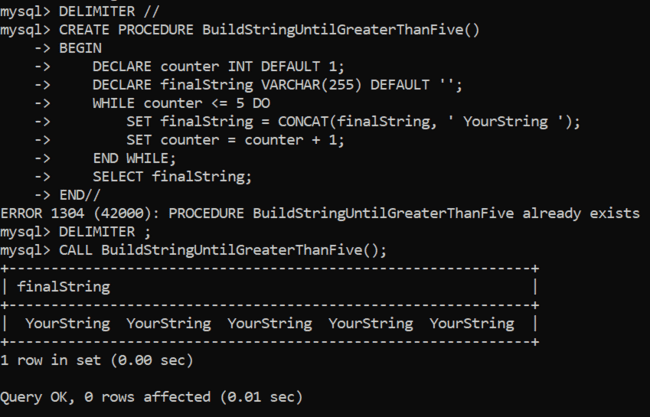 mysql> DELIMITER //
mysql> CREATE PROCEDURE BuildStringUntilGreaterThanFive()
    -> BEGIN
    ->     DECLARE counter INT DEFAULT 1;
    ->     DECLARE finalString VARCHAR(255) DEFAULT '';
    ->     WHILE counter <= 5 DO
    ->         SET finalString = CONCAT(finalString, ' YourString ');
    ->         SET counter = counter + 1;
    ->     END WHILE;
    ->     SELECT finalString;
    -> END//
ERROR 1304 (42000): PROCEDURE BuildStringUntilGreaterThanFive already exists
mysql> DELIMITER ;
mysql> CALL BuildStringUntilGreaterThanFive();
+--------------------------------------------------------------+
| finalString                                                  |
+--------------------------------------------------------------+
|  YourString  YourString  YourString  YourString  YourString  |
+--------------------------------------------------------------+
1 row in set (0.00 sec)

Query OK, 0 rows affected (0.01 sec)